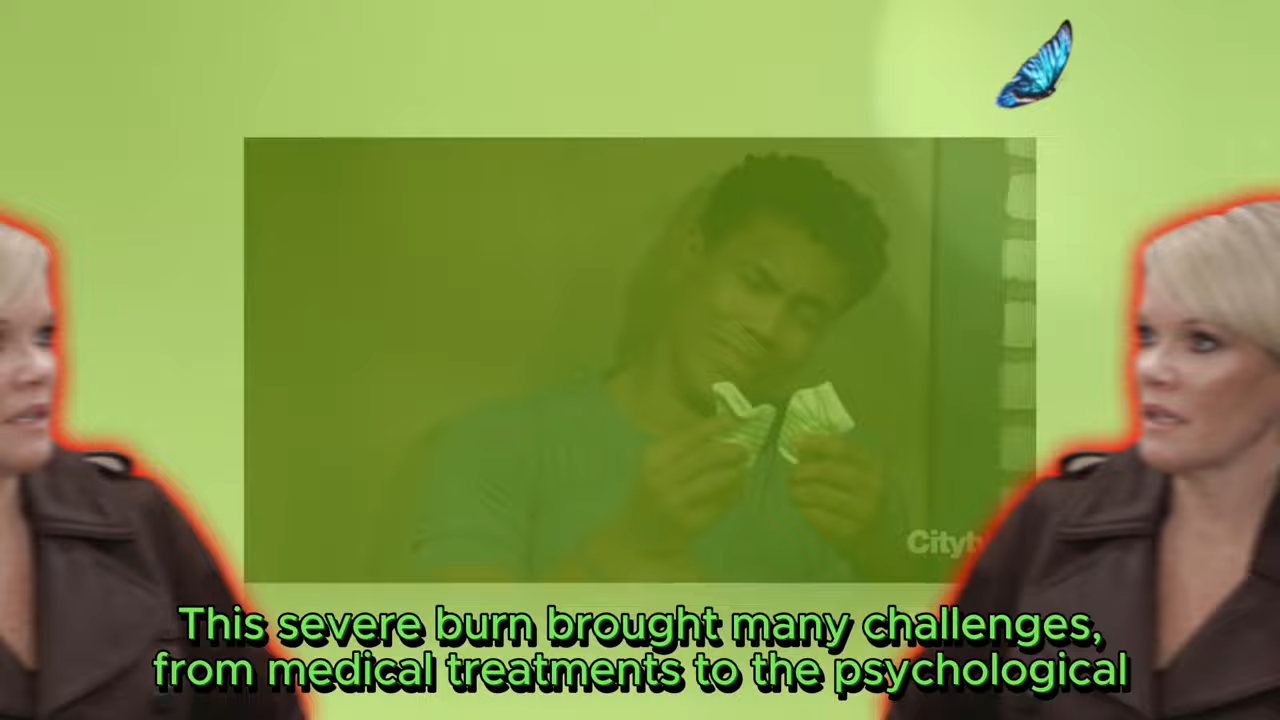 This severe burn brought many challenges,
from medical treatments to the psychological